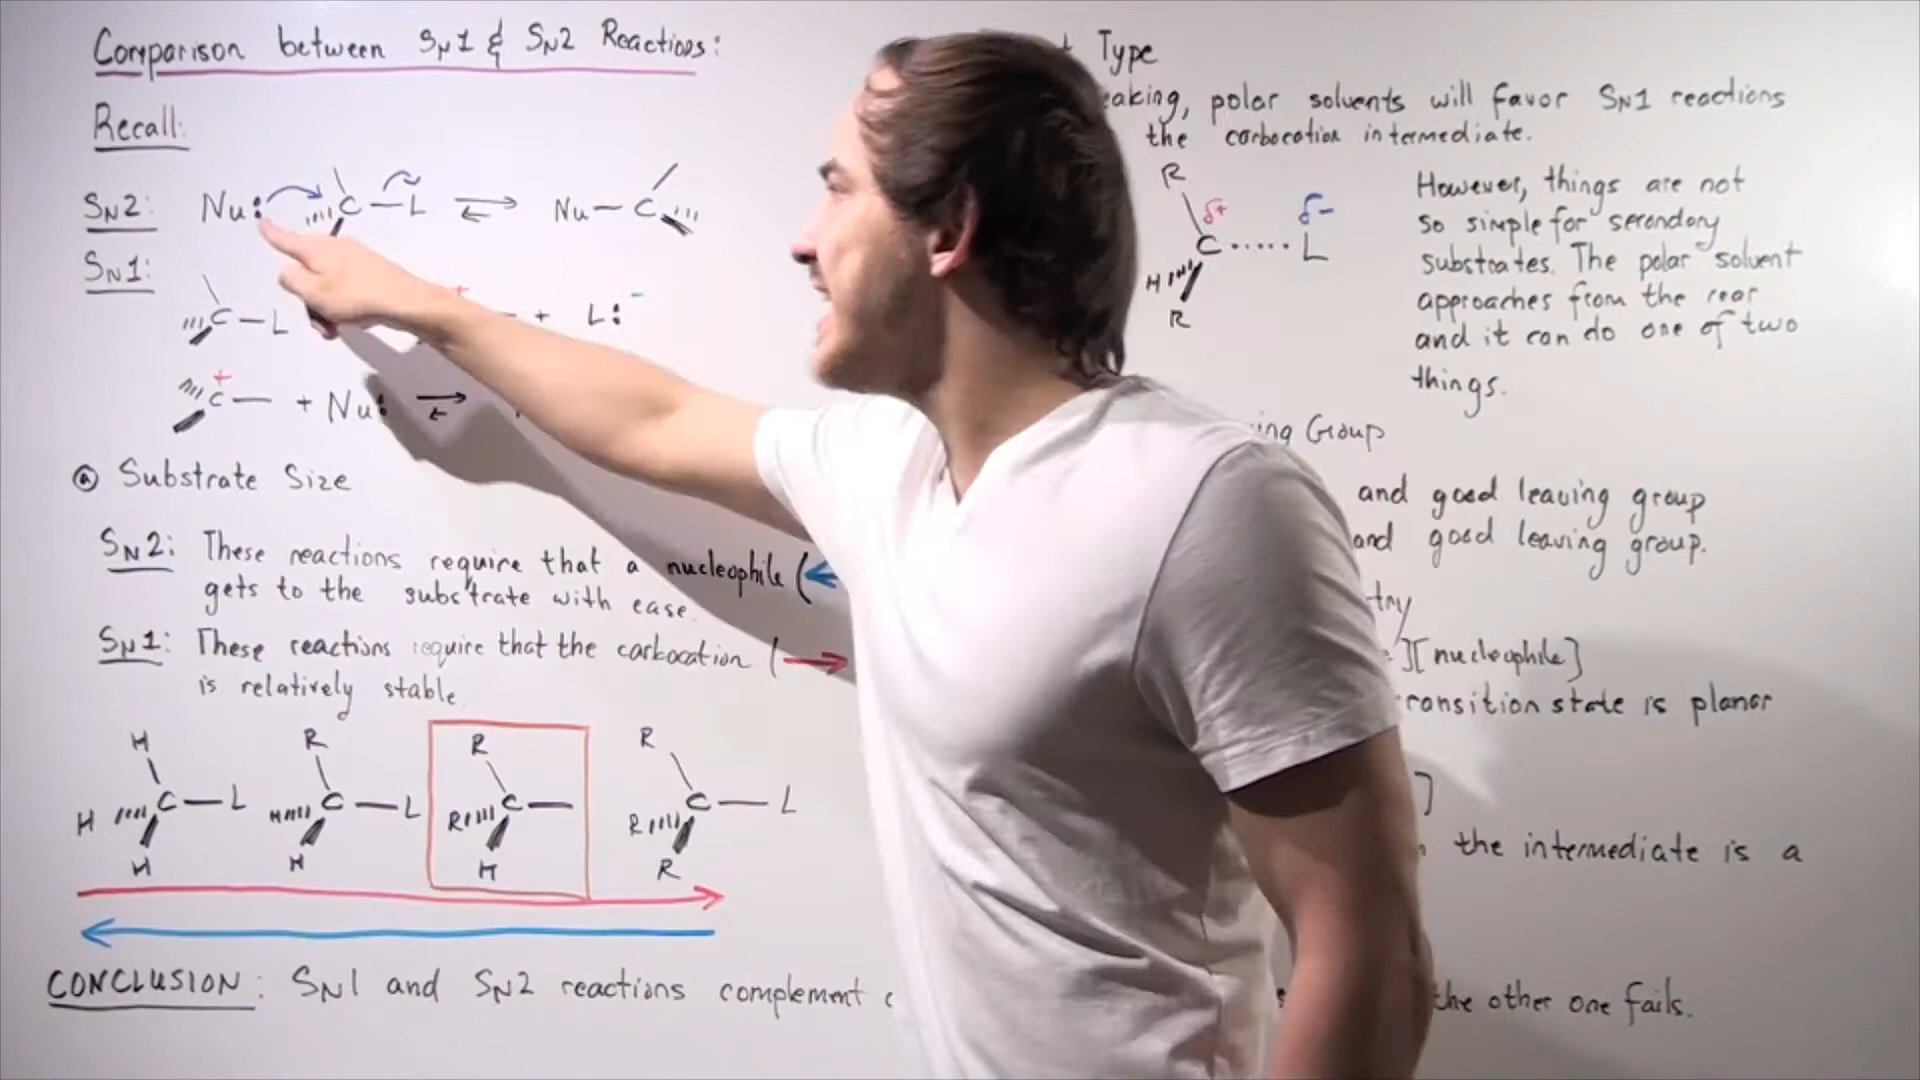 Comparison between SN1 & SN2 Reactions:
Recall:
SN2: Nu: C—L ⇌ Nu—C
SN1:
C—L + L:⁻
C⁺ + Nu: ⇌
ⓐ Substrate Size
SN2: These reactions require that a nucleophile (
gets to the substrate with ease.
SN1: These reactions require that the carbocation (
is relatively stable.
H R R R
H C—L H C—L R C— R C—L
H H H R
CONCLUSION: SN1 and SN2 reactions complement
Type
polar solvents will favor SN1 reactions
the carbocation intermediate.
R
δ+ δ-
C.....L
H
R
However, things are not
so simple for secondary
substrates. The polar solvent
approaches from the rear
and it can do one of two
things.
Group
and good leaving group
and good leaving group.
][nucleophile]
transition state is planar
]
the intermediate is a
the other one fails.